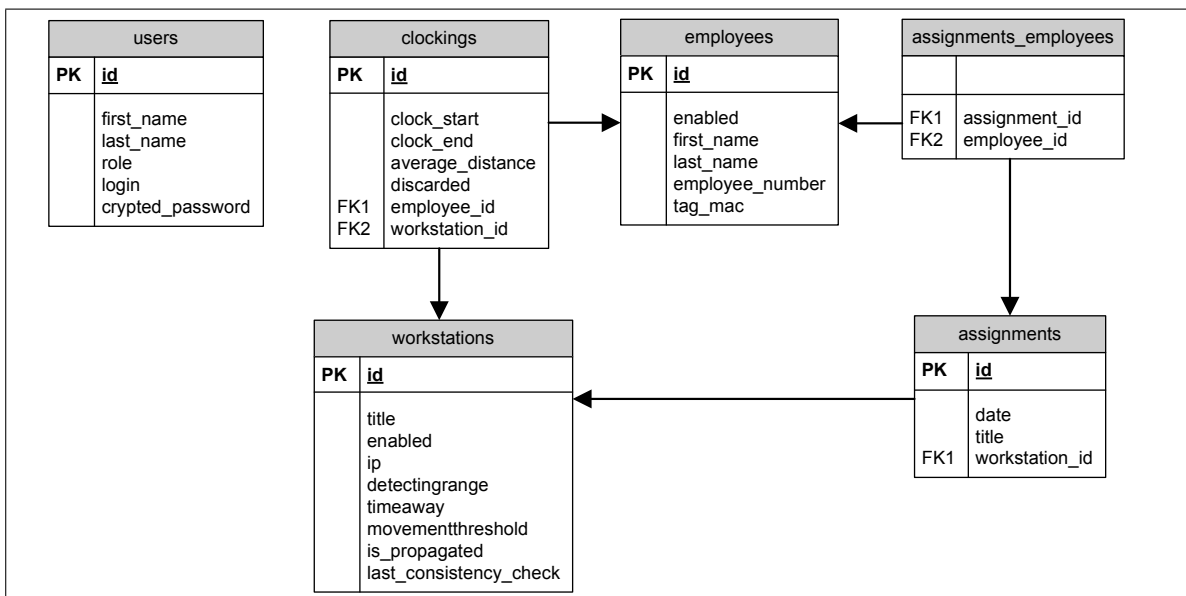 users
PK id
first_name
last_name
role
login
crypted_password
clockings
PK id
clock_start
clock_end
average_distance
discarded
FK1 employee_id
FK2 workstation_id
employees
PK id
enabled
first_name
last_name
employee_number
tag_mac
assignments_employees
FK1 assignment_id
FK2 employee_id
workstations
PK id
title
enabled
ip
detectingrange
timeaway
movementthreshold
is_propagated
last_consistency_check
assignments
PK id
date
title
FK1 workstation_id